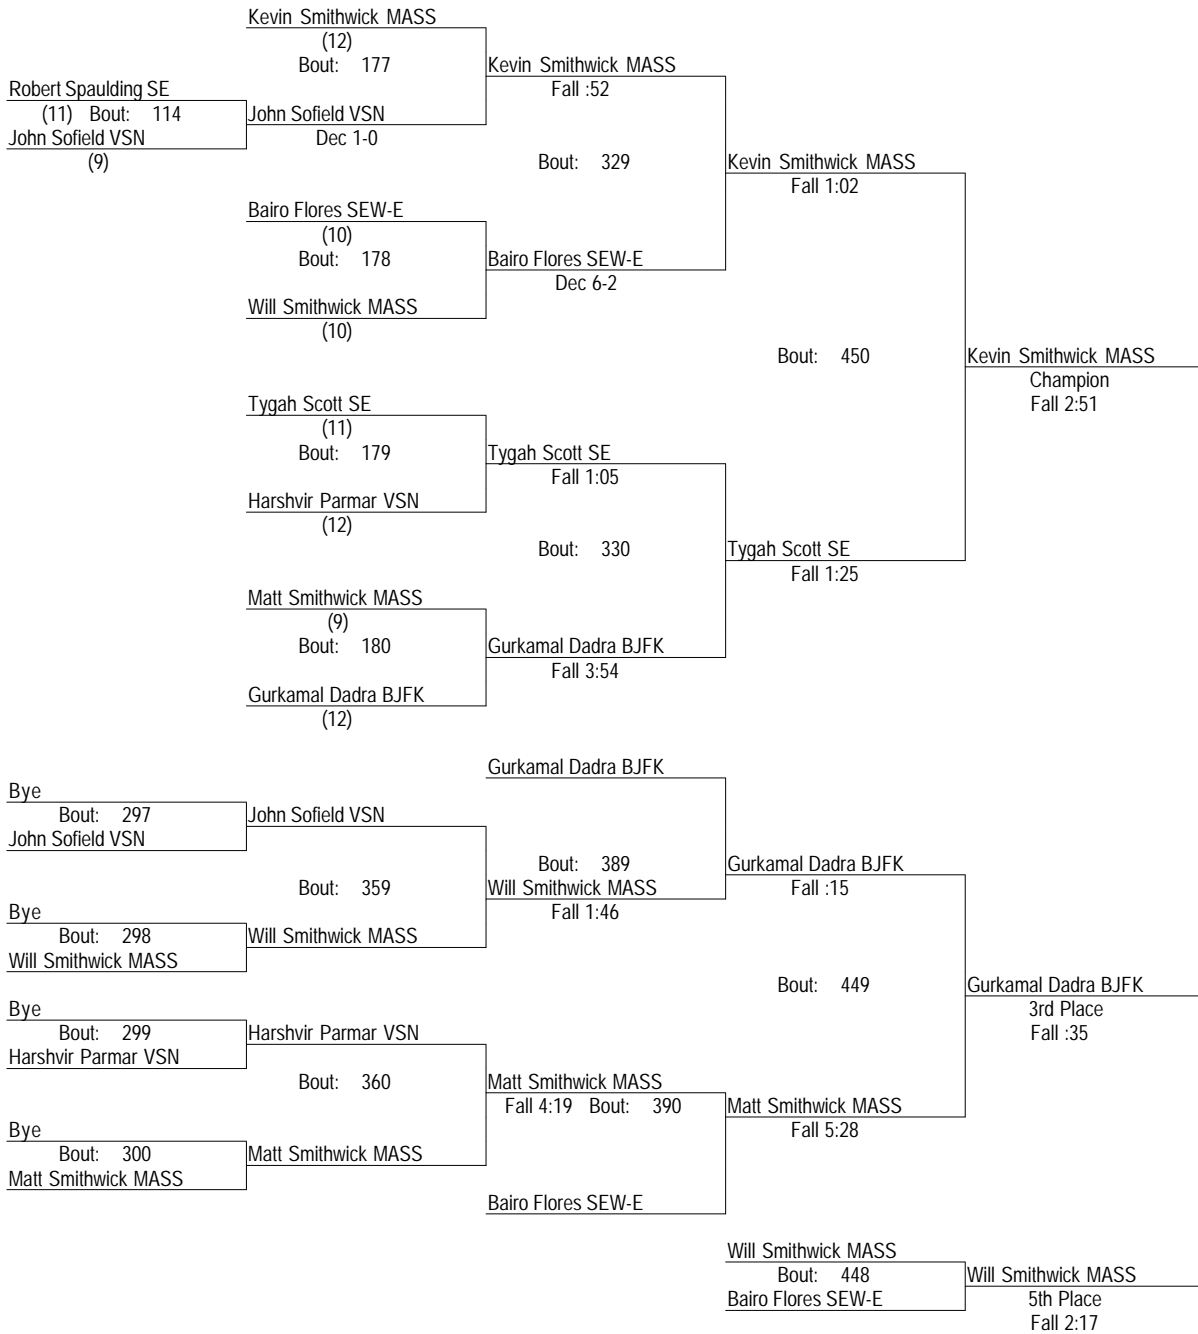 Kevin Smithwick MASS
(12)
Bout: 177
Kevin Smithwick MASS
Fall :52
Robert Spaulding SE
(11) Bout: 114
John Sofield VSN
Dec 1-0
John Sofield VSN
(9)
Bout: 329
Kevin Smithwick MASS
Fall 1:02
Bairo Flores SEW-E
(10)
Bout: 178
Bairo Flores SEW-E
Dec 6-2
Will Smithwick MASS
(10)
Bout: 450
Kevin Smithwick MASS
Champion
Fall 2:51
Tygah Scott SE
(11)
Bout: 179
Tygah Scott SE
Fall 1:05
Harshvir Parmar VSN
(12)
Bout: 330
Tygah Scott SE
Fall 1:25
Matt Smithwick MASS
(9)
Bout: 180
Gurkamal Dadra BJFK
Fall 3:54
Gurkamal Dadra BJFK
(12)
Gurkamal Dadra BJFK
Bye
Bout: 297
John Sofield VSN
John Sofield VSN
Bout: 389
Gurkamal Dadra BJFK
Fall :15
Bout: 359
Will Smithwick MASS
Fall 1:46
Bye
Bout: 298
Will Smithwick MASS
Will Smithwick MASS
Bout: 449
Gurkamal Dadra BJFK
3rd Place
Fall :35
Bye
Bout: 299
Harshvir Parmar VSN
Harshvir Parmar VSN
Bout: 360
Matt Smithwick MASS
Fall 4:19 Bout: 390
Matt Smithwick MASS
Fall 5:28
Bye
Bout: 300
Matt Smithwick MASS
Matt Smithwick MASS
Bairo Flores SEW-E
Will Smithwick MASS
Bout: 448
Bairo Flores SEW-E
Will Smithwick MASS
5th Place
Fall 2:17